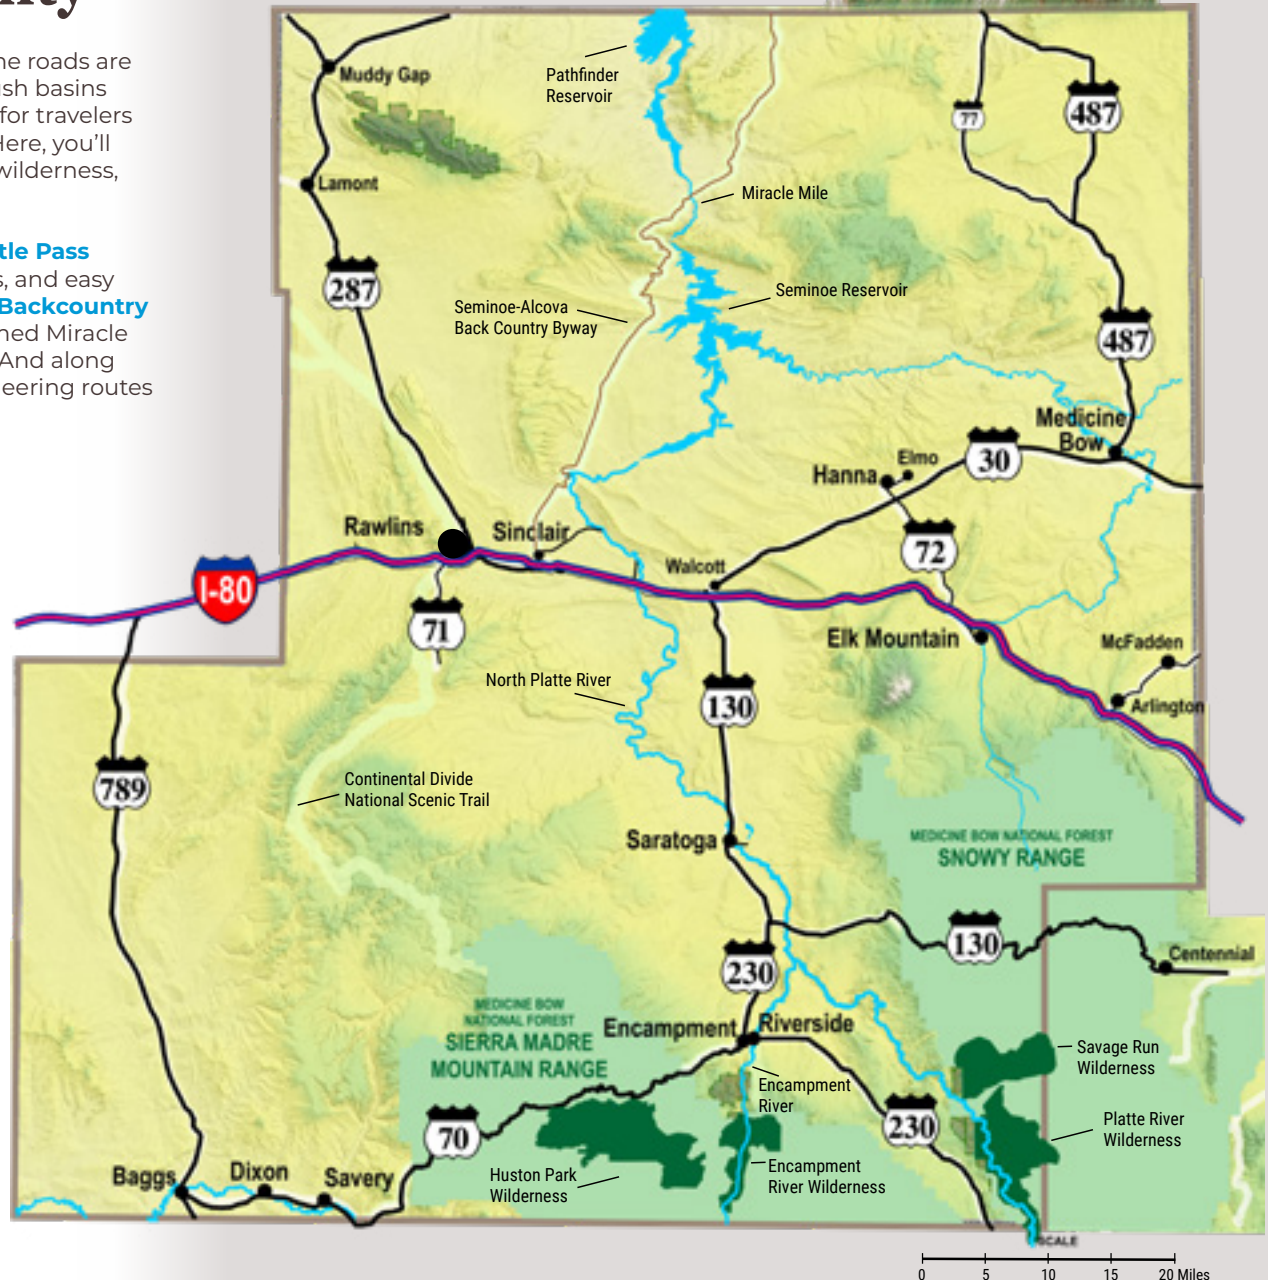 ne roads are
sh basins
for travelers
Here, you'll
wilderness,
tle Pass
s, and easy
Backcountry
ned Miracle
And along
eering routes
Muddy Gap
Pathfinder
Reservoir
77
487
Lamont
Miracle Mile
287
Seminoe Reservoir
Seminoe-Alcova
Back Country Byway
487
Medicine
Bow
30
Elmo
Hanna
Rawlins
Sinclair
72
Walcott
I-80
71
Elk Mountain
McFadden
North Platte River
130
Arlington
789
Continental Divide
National Scenic Trail
Saratoga
MEDICINE BOW NATIONAL FOREST
SNOWY RANGE
130
Centennial
230
MEDICINE BOW
NATIONAL FOREST
SIERRA MADRE
MOUNTAIN RANGE
Encampment
Riverside
Savage Run
Wilderness
Encampment
River
70
230
Platte River
Wilderness
Huston Park
Wilderness
Encampment
River Wilderness
Baggs
Dixon
Savery
SCALE
0 5 10 15 20 Miles